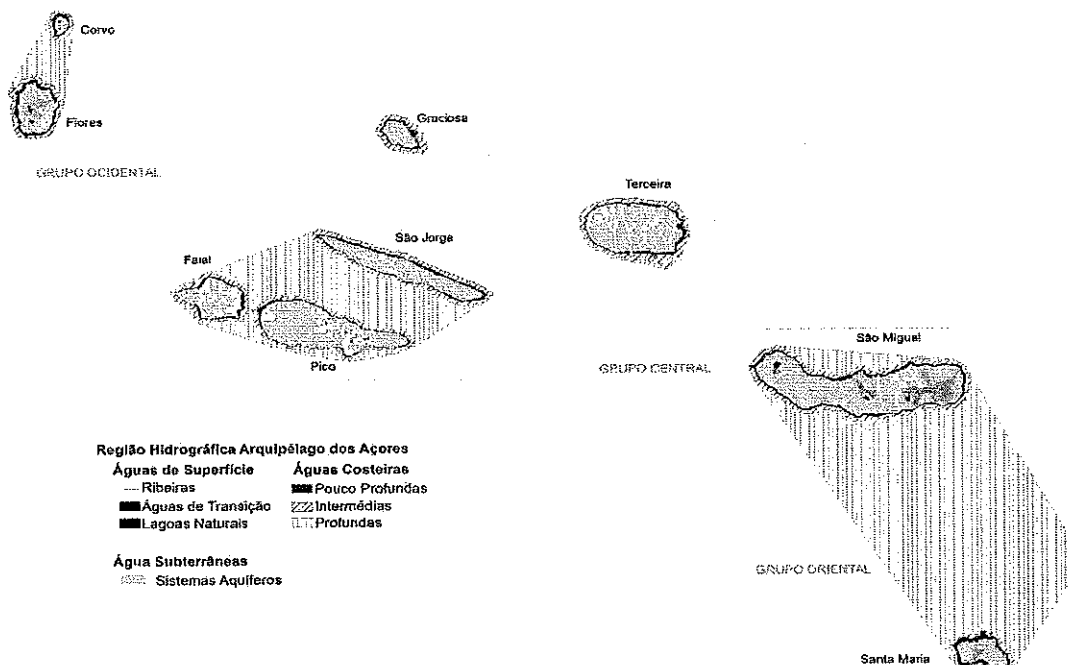 Corvo
Flores
Graciosa
GRUPO OCIDENTAL
Terceira
São Jorge
Faial
Pico
São Miguel
GRUPO CENTRAL
GRUPO ORIENTAL
Santa Maria
Região Hidrográfica Arquipélago dos Açores
Águas de Superfície
Ribeiras
Águas de Transição
Lagoas Naturais
Águas Costeiras
Pouco Profundas
Intermédias
Profundas
Água Subterrâneas
Sistemas Aquíferos